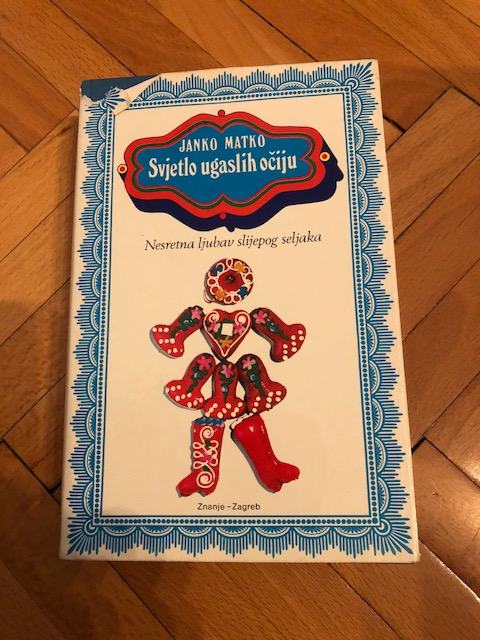 JANKO MATKO
Svjetlo ugaslih očiju
Nesretna ljubav slijepog seljaka
Znanje – Zagreb